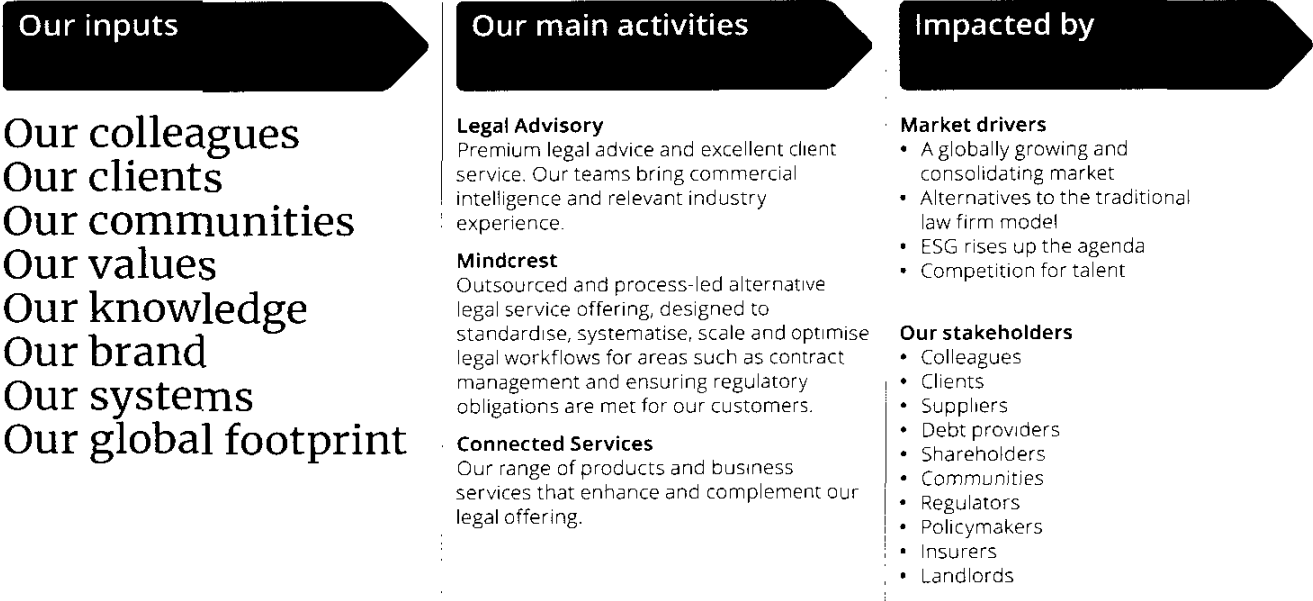 Our inputs
Our colleagues
Our clients
Our communities
Our values
Our knowledge
Our brand
Our systems
Our global footprint
Our main activities
Legal Advisory
Premium legal advice and excellent client
service. Our teams bring commercial
intelligence and relevant industry
experience.
Mindcrest
Outsourced and process-led alternative
legal service offering, designed to
standardise, systematise, scale and optimise
legal workflows for areas such as contract
management and ensuring regulatory
obligations are met for our customers.
Connected Services
Our range of products and business
services that enhance and complement our
legal offering.
Impacted by
Market drivers
• A globally growing and
consolidating market
• Alternatives to the traditional
law firm model
• ESG rises up the agenda
• Competition for talent
Our stakeholders
• Colleagues
• Clients
• Suppliers
• Debt providers
• Shareholders
• Communities
• Regulators
• Policymakers
• Insurers
• Landlords